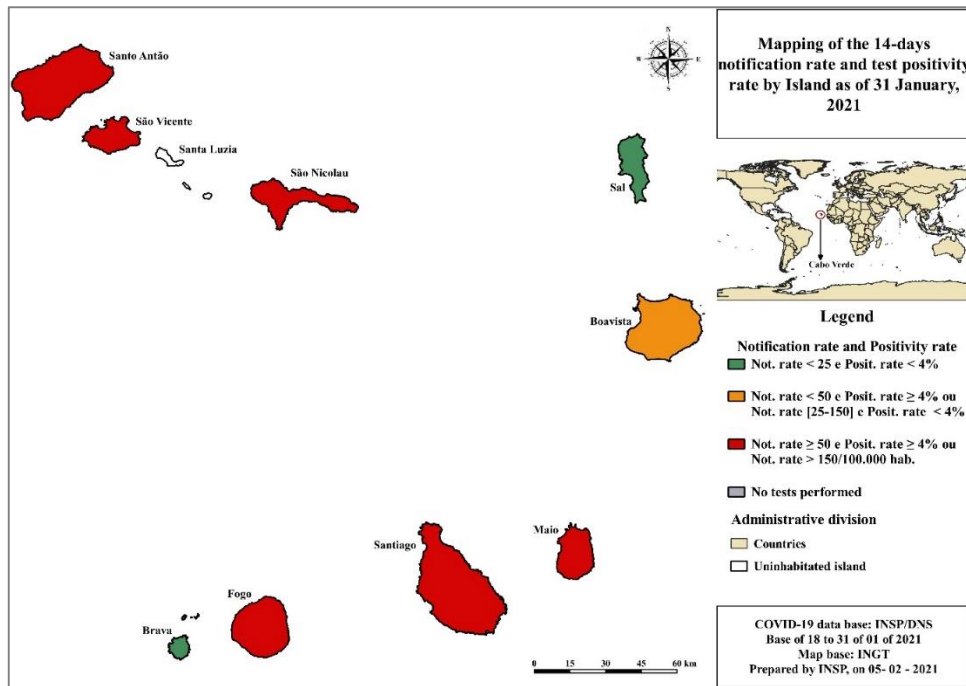 Santo Antão
São Vicente
Santa Luzia
São Nicolau
Sal
Boavista
Maio
Santiago
Fogo
Brava
N
W
E
S
0 15 30 45 60 km
Mapping of the 14-days
notification rate and test positivity
rate by Island as of 31 January,
2021
Cabo Verde
Legend
Notification rate and Positivity rate
Not. rate < 25 e Posit. rate < 4%
Not. rate < 50 e Posit. rate ≥ 4% ou
Not. rate [25-150] e Posit. rate < 4%
Not. rate ≥ 50 e Posit. rate ≥ 4% ou
Not. rate > 150/100.000 hab.
No tests performed
Administrative division
Countries
Uninhabitated island
COVID-19 data base: INSP/DNS
Base of 18 to 31 of 01 of 2021
Map base: INGT
Prepared by INSP, on 05- 02 - 2021